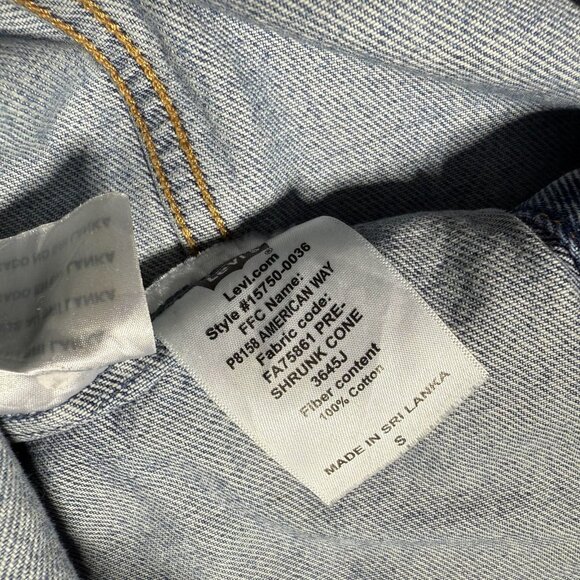 Levi's
®
Levi.com
Style #15750-0036
FFC Name:
P8158 AMERICAN WAY
Fabric code:
FA75861 PRE-
SHRUNK CONE
3645J
Fiber content
100% Cotton
MADE IN SRI LANKA
S